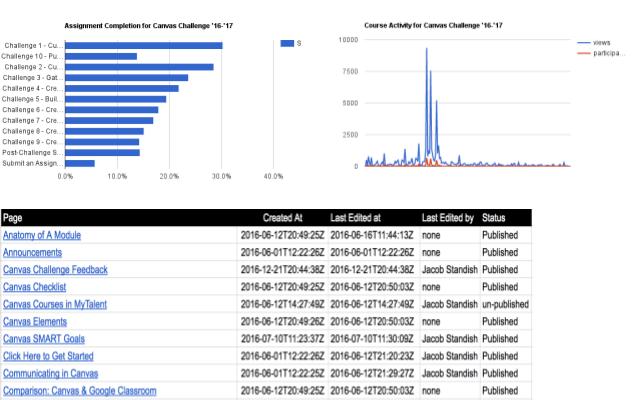 Assignment Completion for Canvas Challenge '16-'17
Challenge 1 - Cu...
Challenge 10 - Pu...
Challenge 2 - Cu...
Challenge 3 - Gat...
Challenge 4 - Cre...
Challenge 5 - Buil...
Challenge 6 - Cre...
Challenge 7 - Cre...
Challenge 8 - Cre...
Challenge 9 - Cre...
Post-Challenge S...
Submit an Assign...
0.0% 10.0% 20.0% 30.0% 40.0%
S
Course Activity for Canvas Challenge '16-'17
10000
7500
5000
2500
0
views
participa...
Page Created At Last Edited at Last Edited by Status
Anatomy of A Module 2016-06-12T20:49:25Z 2016-06-16T11:44:13Z none Published
Announcements 2016-06-01T12:22:26Z 2016-06-01T12:22:26Z none Published
Canvas Challenge Feedback 2016-12-21T20:44:38Z 2016-12-21T20:44:38Z Jacob Standish Published
Canvas Checklist 2016-06-12T20:49:25Z 2016-06-12T20:50:03Z none Published
Canvas Courses in MyTalent 2016-06-12T14:27:49Z 2016-06-12T14:27:49Z Jacob Standish un-published
Canvas Elements 2016-06-12T20:49:26Z 2016-06-12T20:50:03Z none Published
Canvas SMART Goals 2016-07-10T11:23:37Z 2016-07-10T11:30:09Z Jacob Standish Published
Click Here to Get Started 2016-06-01T12:22:26Z 2016-06-12T21:20:23Z Jacob Standish Published
Communicating in Canvas 2016-06-01T12:22:25Z 2016-06-12T21:29:27Z Jacob Standish Published
Comparison: Canvas & Google Classroom 2016-06-12T20:49:25Z 2016-06-12T20:50:03Z none Published